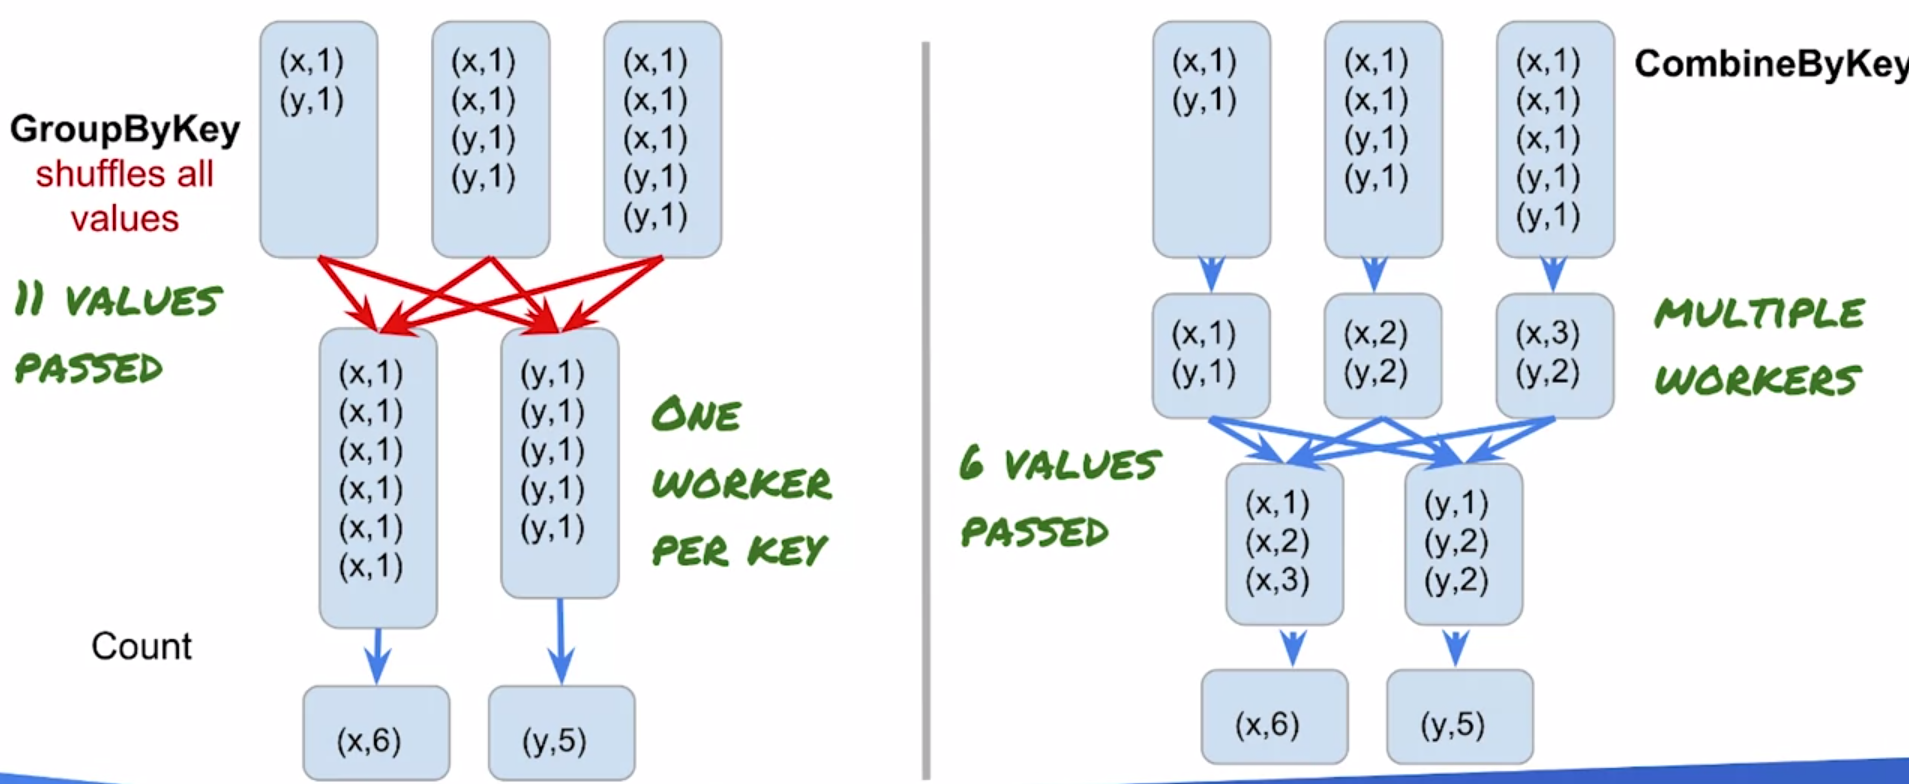 GroupByKey
shuffles all
values
11 VALUES
PASSED
(x,1)
(y,1)
(x,1)
(x,1)
(y,1)
(y,1)
(x,1)
(x,1)
(x,1)
(y,1)
(y,1)
(x,1)
(x,1)
(x,1)
(x,1)
(x,1)
(x,1)
(y,1)
(y,1)
(y,1)
(y,1)
(y,1)
ONE
WORKER
PER KEY
Count
(x,6)
(y,5)
CombineByKey
(x,1)
(y,1)
(x,1)
(x,1)
(y,1)
(y,1)
(x,1)
(x,1)
(x,1)
(y,1)
(y,1)
(x,1)
(y,1)
(x,2)
(y,2)
(x,3)
(y,2)
MULTIPLE
WORKERS
6 VALUES
PASSED
(x,1)
(x,2)
(x,3)
(y,1)
(y,2)
(y,2)
(x,6)
(y,5)